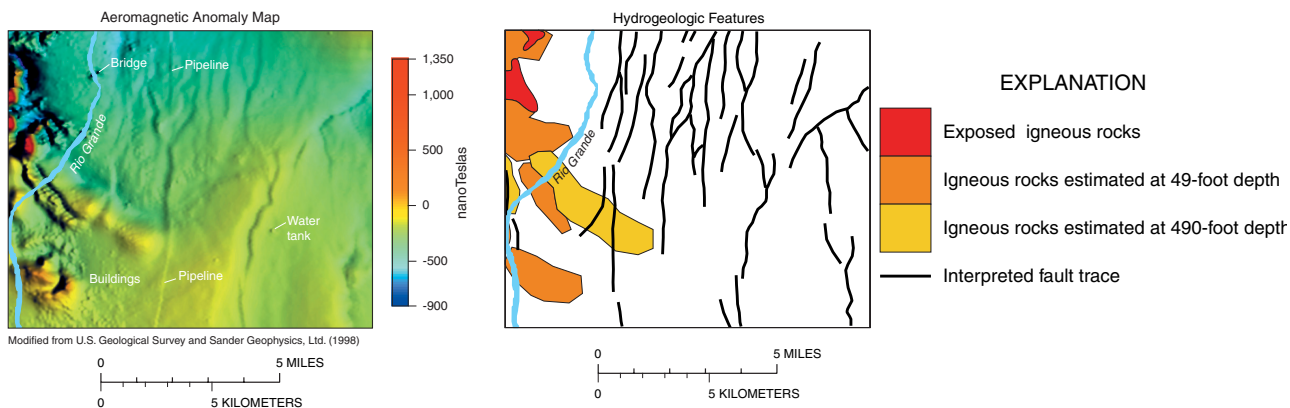 Aeromagnetic Anomaly Map
Bridge
Pipeline
Rio Grande
Water
tank
Buildings
Pipeline
1,350
1,000
500
0
-500
-900
nanoTeslas
Modified from U.S. Geological Survey and Sander Geophysics, Ltd. (1998)
0
5 MILES
0
5 KILOMETERS
Hydrogeologic Features
Rio Grande
0
5 MILES
0
5 KILOMETERS
EXPLANATION
Exposed igneous rocks
Igneous rocks estimated at 49-foot depth
Igneous rocks estimated at 490-foot depth
Interpreted fault trace